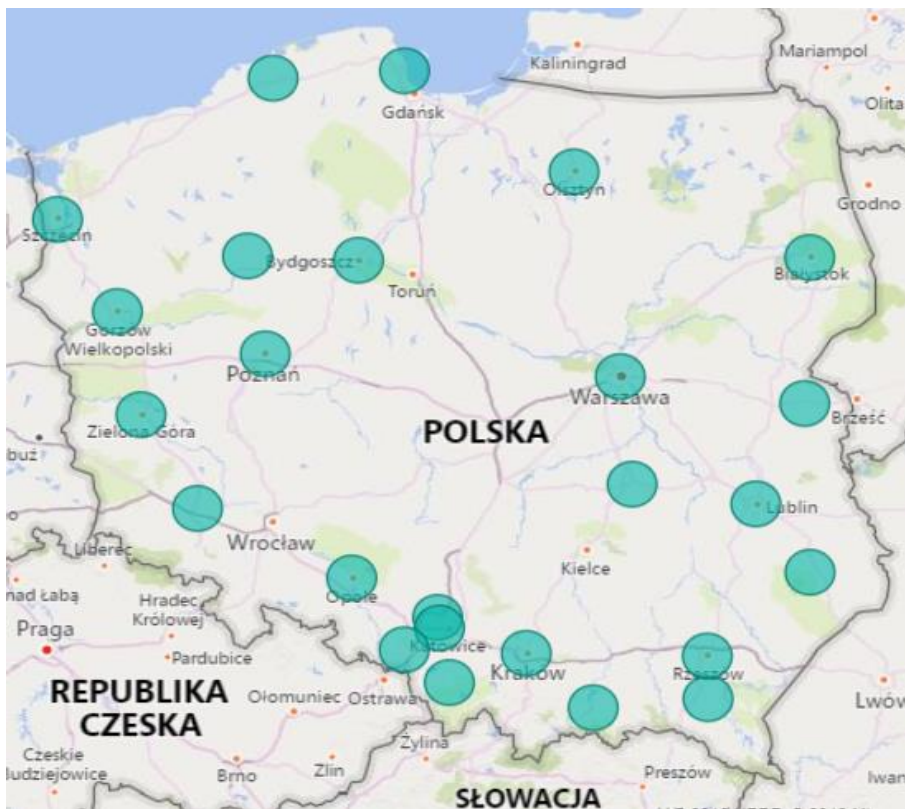 Mariampol
Kaliningrad
Olita
Gdańsk
Olsztyn
Grodno
Szczecin
Bydgoszcz
Białystok
Toruń
Gorzów
Wielkopolski
Poznań
Warszawa
Brześć
Zielona Góra
POLSKA
Lublin
Wrocław
Liberec
Kielce
Opole
nad Łabą
Hradec
Królowej
Praga
Katowice
Pardubice
Kraków
Rzeszów
REPUBLIKA
CZESKA
Ołomuniec
Ostrawa
Lwów
Żylina
Czeskie
Budziejowice
Brno
Zlin
Preszów
Iwan
SŁOWACJA